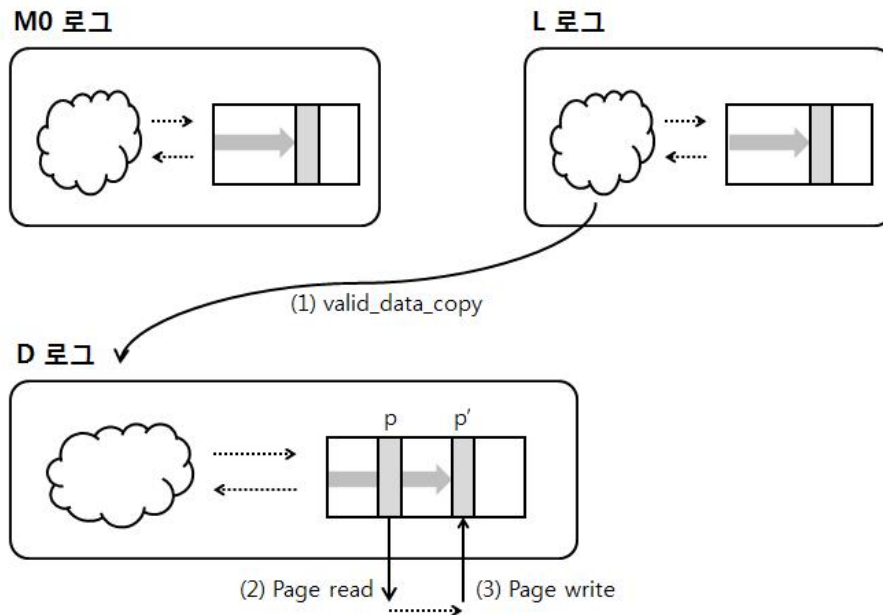 M0 로그
L 로그
(1) valid_data_copy
D 로그
p
p′
(2) Page read
(3) Page write